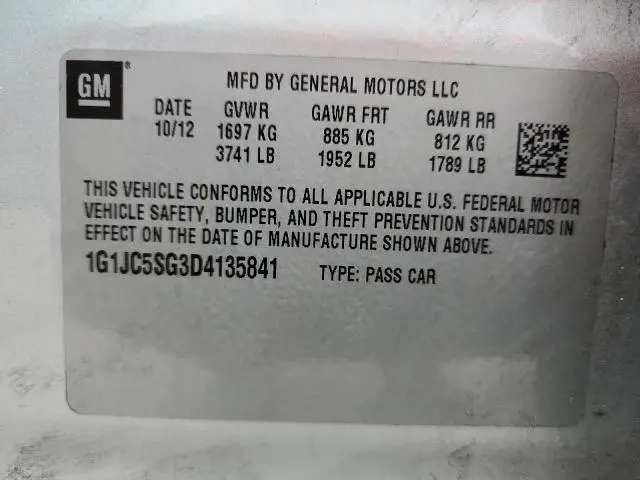 GM ®
MFD BY GENERAL MOTORS LLC
DATE GVWR GAWR FRT GAWR RR
10/12 1697 KG 885 KG 812 KG
3741 LB 1952 LB 1789 LB
THIS VEHICLE CONFORMS TO ALL APPLICABLE U.S. FEDERAL MOTOR
VEHICLE SAFETY, BUMPER, AND THEFT PREVENTION STANDARDS IN
EFFECT ON THE DATE OF MANUFACTURE SHOWN ABOVE.
1G1JC5SG3D4135841 TYPE: PASS CAR